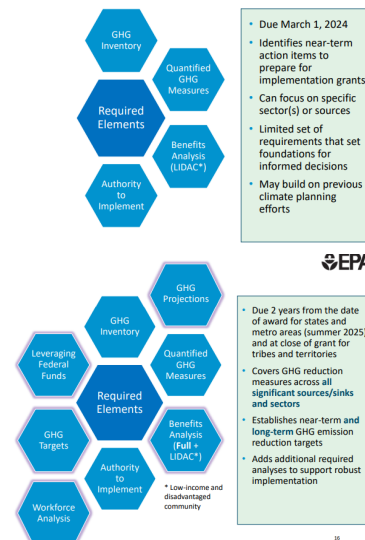 GHG
Inventory
Quantified
GHG
Measures
Required
Elements
Benefits
Analysis
(LIDAC*)
Authority
to
Implement
• Due March 1, 2024
• Identifies near-term
action items to
prepare for
implementation grants
• Can focus on specific
sector(s) or sources
• Limited set of
requirements that set
foundations for
informed decisions
• May build on previous
climate planning
efforts
EPA
GHG
Projections
GHG
Inventory
Leveraging
Federal
Funds
Quantified
GHG
Measures
Required
Elements
GHG
Targets
Benefits
Analysis
(Full +
LIDAC*)
Authority
to
Implement
Workforce
Analysis
* Low-income and
disadvantaged
community
• Due 2 years from the date
of award for states and
metro areas (summer 2025)
and at close of grant for
tribes and territories
• Covers GHG reduction
measures across all
significant sources/sinks
and sectors
• Establishes near-term and
long-term GHG emission
reduction targets
• Adds additional required
analyses to support robust
implementation
16